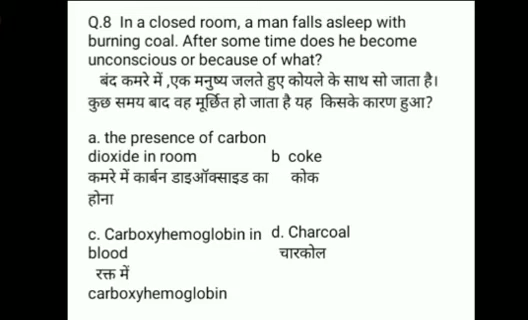 Q.8 In a closed room, a man falls asleep with
burning coal. After some time does he become
unconscious or because of what?
बंद कमरे में ,एक मनुष्य जलते हुए कोयले के साथ सो जाता है।
कुछ समय बाद वह मूर्छित हो जाता है यह किसके कारण हुआ?
a. the presence of carbon
dioxide in room
b coke
कमरे में कार्बन डाइऑक्साइड का
होना
कोक
c. Carboxyhemoglobin in
blood
रक्त में
carboxyhemoglobin
d. Charcoal
चारकोल